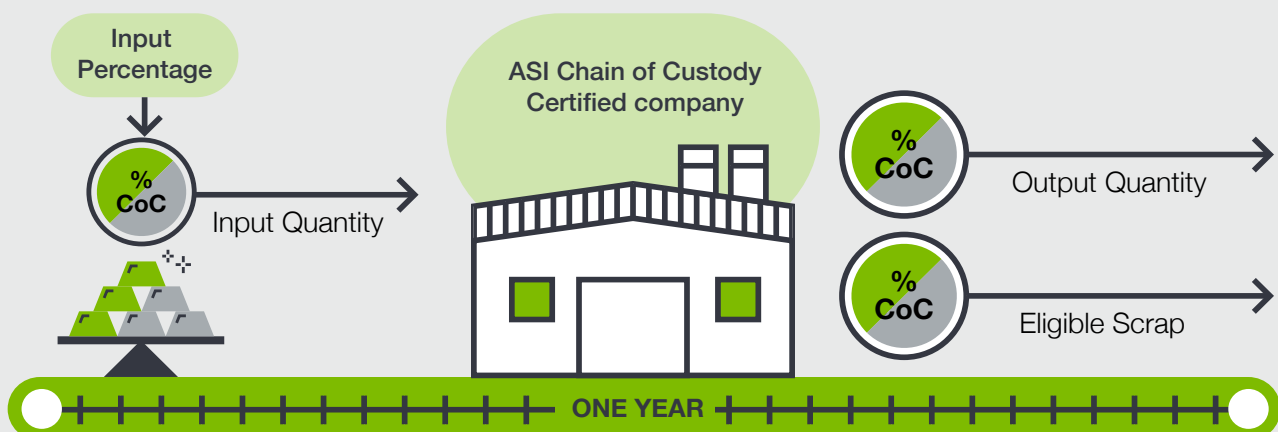 Input
Percentage
%
CoC
Input Quantity
ASI Chain of Custody
Certified company
%
CoC
Output Quantity
%
CoC
Eligible Scrap
ONE YEAR